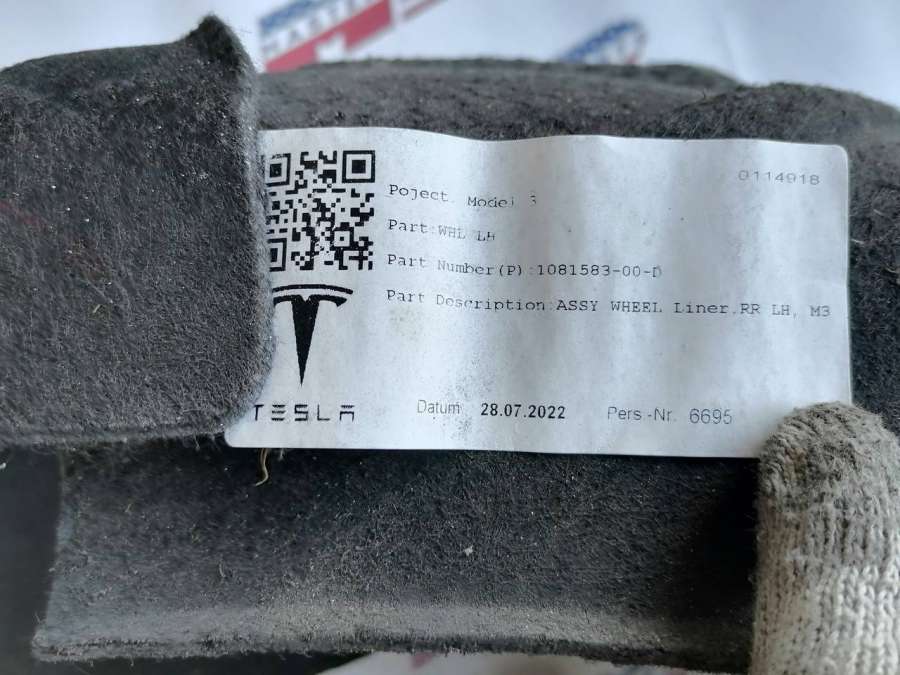 MASTER
0114918
Poject Model 3
Part:WHL LH
Part Number(P):1081583-00-D
Part Description:ASSY WHEEL Liner,RR LH, M3
TESLA
Datum 28.07.2022 Pers.-Nr. 6695